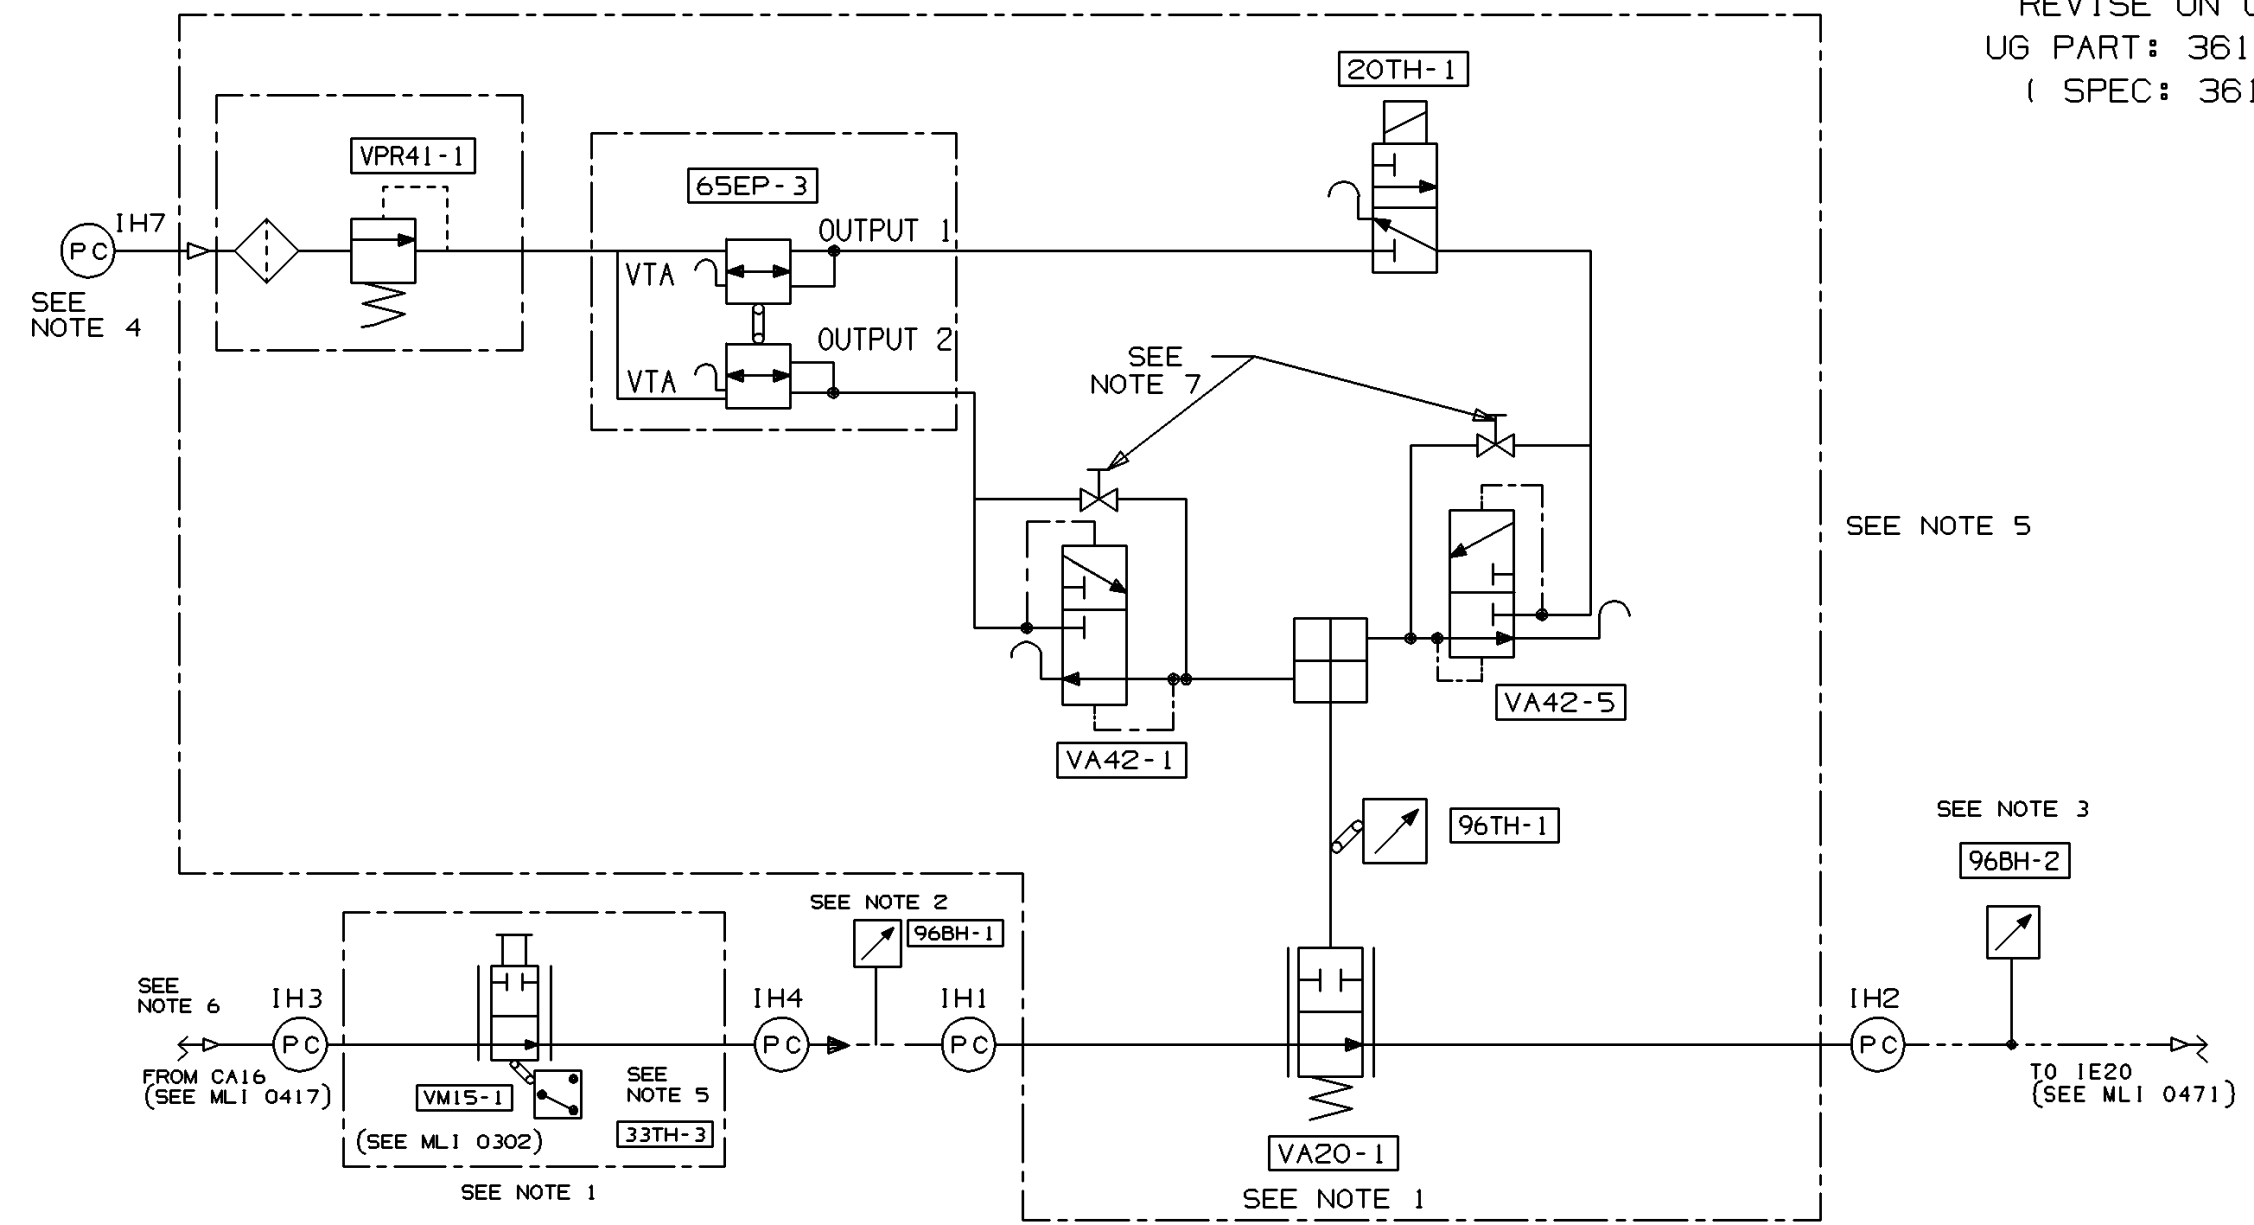 REVISE ON
UG PART: 361
( SPEC: 361
20TH-1
VPR41-1
65EP-3
IH7
PC
SEE
NOTE 4
OUTPUT 1
VTA
OUTPUT 2
VTA
SEE
NOTE 7
SEE NOTE 5
VA42-5
VA42-1
96TH-1
SEE NOTE 3
96BH-2
SEE NOTE 2
96BH-1
SEE
NOTE 6
IH3
IH4
IH1
IH2
PC
PC
PC
PC
FROM CA16
(SEE MLI 0417)
VM15-1
SEE
NOTE 5
33TH-3
(SEE MLI 0302)
SEE NOTE 1
TO IE20
(SEE MLI 0471)
VA20-1
SEE NOTE 1